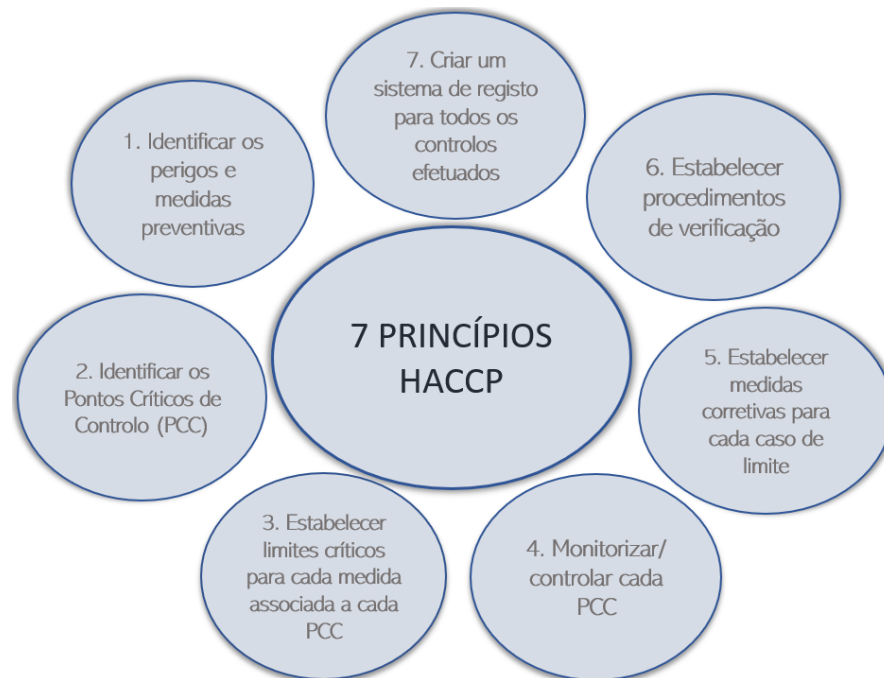 7 PRINCÍPIOS
HACCP
1. Identificar os
perigos e
medidas
preventivas
2. Identificar os
Pontos Críticos de
Controlo (PCC)
3. Estabelecer
limites críticos
para cada medida
associada a cada
PCC
4. Monitorizar/
controlar cada
PCC
5. Estabelecer
medidas
corretivas para
cada caso de
limite
6. Estabelecer
procedimentos
de verificação
7. Criar um
sistema de registo
para todos os
controlos
efetuados